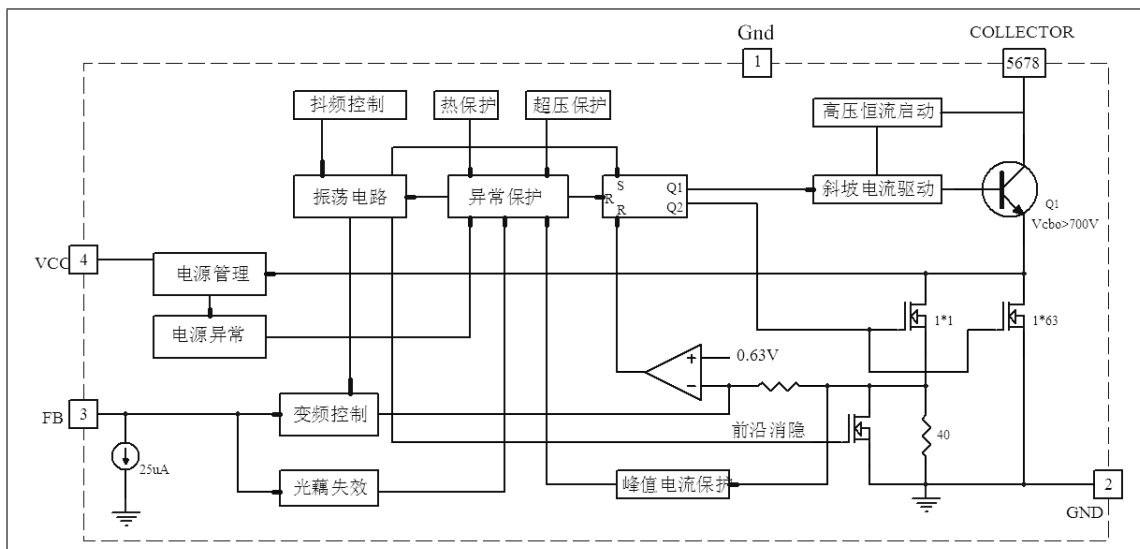 Gnd
COLLECTOR
1
5678
抖频控制
热保护
超压保护
高压恒流启动
振荡电路
异常保护
S
R
R
Q1
Q2
斜坡电流驱动
Q1
Vcbo>700V
VCC
4
电源管理
电源异常
1*1
1*63
+
0.63V
-
FB
3
变频控制
前沿消隐
40
25uA
光藕失效
峰值电流保护
2
GND